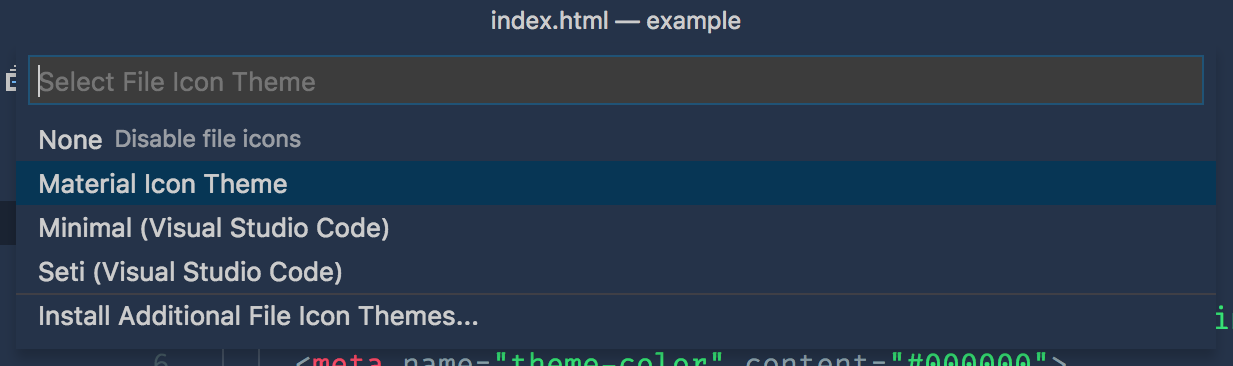 index.html — example
Select File Icon Theme
None Disable file icons
Material Icon Theme
Minimal (Visual Studio Code)
Seti (Visual Studio Code)
Install Additional File Icon Themes...
6 <meta name="theme-color" content="#000000">